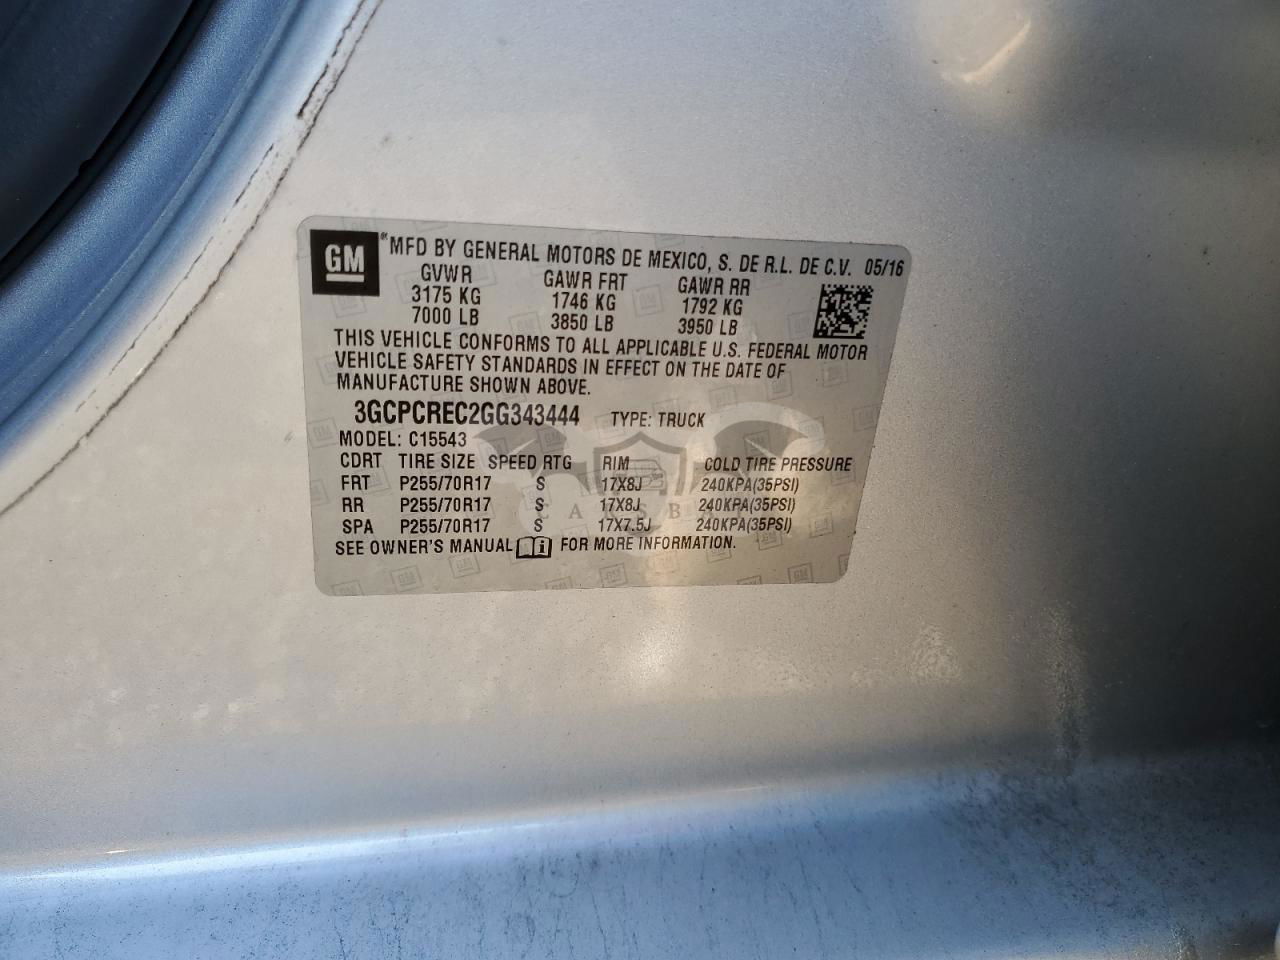 GM ® MFD BY GENERAL MOTORS DE MEXICO, S. DE R.L. DE C.V. 05/16
GVWR GAWR FRT GAWR RR
3175 KG 1746 KG 1792 KG
7000 LB 3850 LB 3950 LB
THIS VEHICLE CONFORMS TO ALL APPLICABLE U.S. FEDERAL MOTOR
VEHICLE SAFETY STANDARDS IN EFFECT ON THE DATE OF
MANUFACTURE SHOWN ABOVE.
3GCPCREC2GG343444 TYPE: TRUCK
MODEL: C15543
CDRT TIRE SIZE SPEED RTG RIM COLD TIRE PRESSURE
FRT P255/70R17 S 17X8J 240KPA(35PSI)
RR P255/70R17 S 17X8J 240KPA(35PSI)
SPA P255/70R17 S 17X7.5J 240KPA(35PSI)
SEE OWNER'S MANUAL FOR MORE INFORMATION.